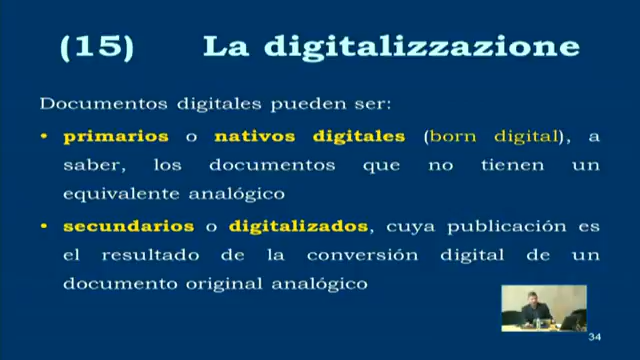 (15) La digitalizzazione
Documentos digitales pueden ser:
• primarios o nativos digitales (born digital), a
saber, los documentos que no tienen un
equivalente analógico
• secundarios o digitalizados, cuya publicación es
el resultado de la conversión digital de un
documento original analógico
34